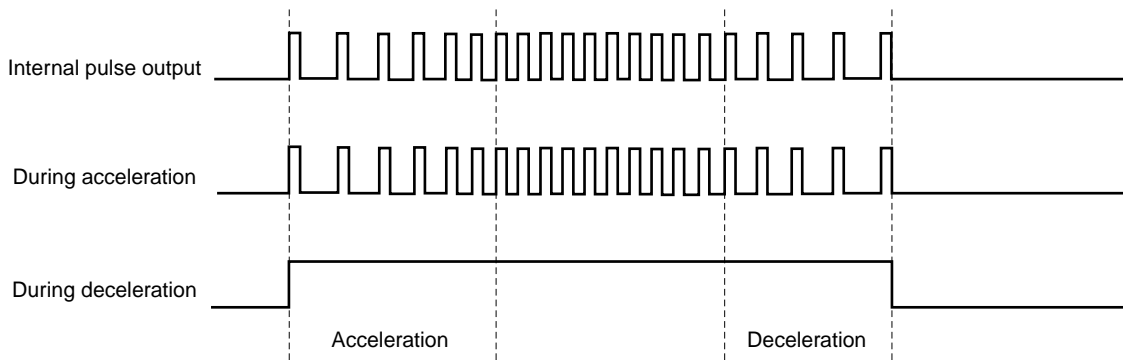 Internal pulse output
During acceleration
During deceleration
Acceleration
Deceleration